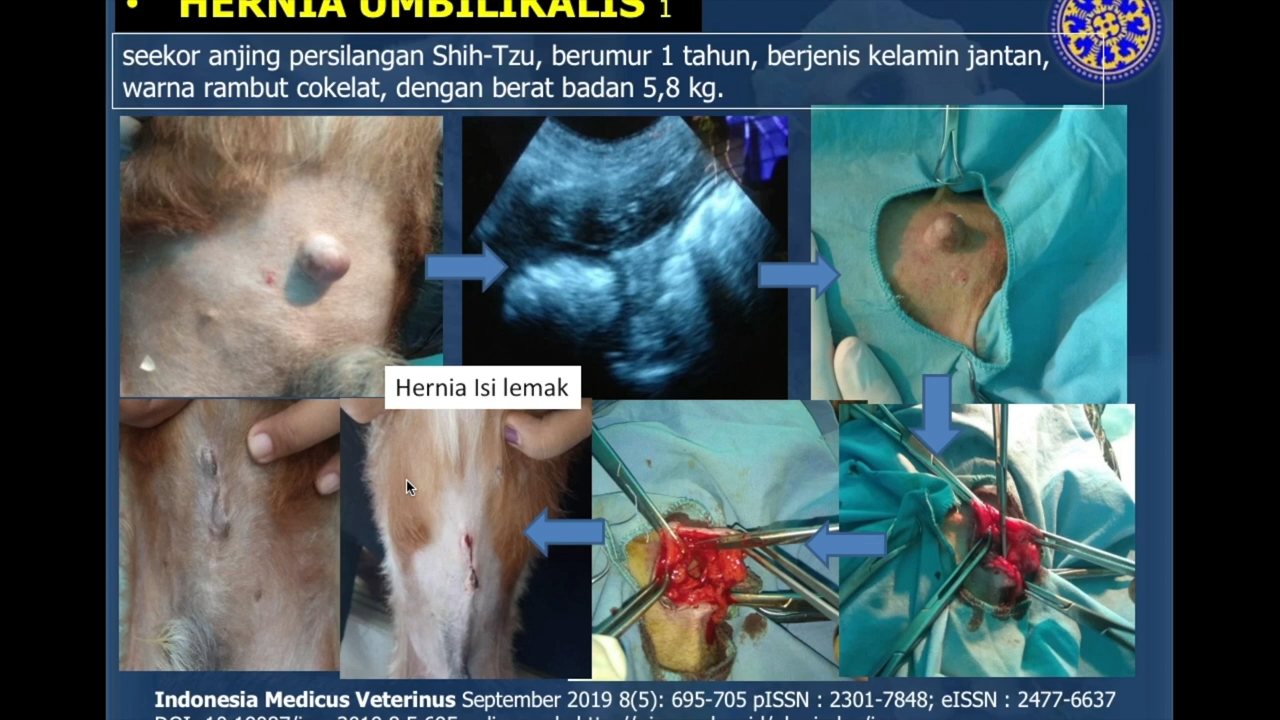 • HERNIA UMBILIKALIS 1
seekor anjing persilangan Shih-Tzu, berumur 1 tahun, berjenis kelamin jantan,
warna rambut cokelat, dengan berat badan 5,8 kg.
Hernia Isi lemak
Indonesia Medicus Veterinus September 2019 8(5): 695-705 pISSN : 2301-7848; eISSN : 2477-6637